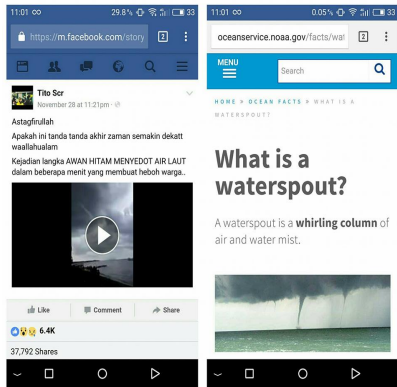 11:01
29.8%
33
https://m.facebook.com/story
2
Tito Scr
November 28 at 11:21pm ·
Astagfirullah
Apakah ini tanda tanda akhir zaman semakin dekatt
waallahualam
Kejadian langka AWAN HITAM MENYEDOT AIR LAUT
dalam beberapa menit yang membuat heboh warga..
Like
Comment
Share
6.4K
37,792 Shares
11:01
0.05%
33
oceanservice.noaa.gov/facts/wat
2
MENU
Search
HOME > OCEAN FACTS > WHAT IS A
WATERSPOUT?
What is a
waterspout?
A waterspout is a whirling column of
air and water mist.